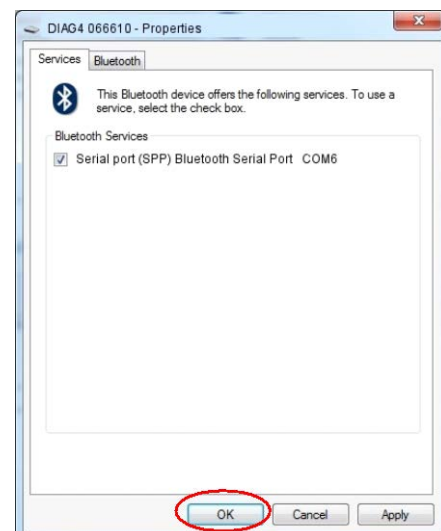 DIAG4 066610 - Properties
Services Bluetooth
This Bluetooth device offers the following services. To use a
service, select the check box.
Bluetooth Services
Serial port (SPP) Bluetooth Serial Port COM6
OK Cancel Apply